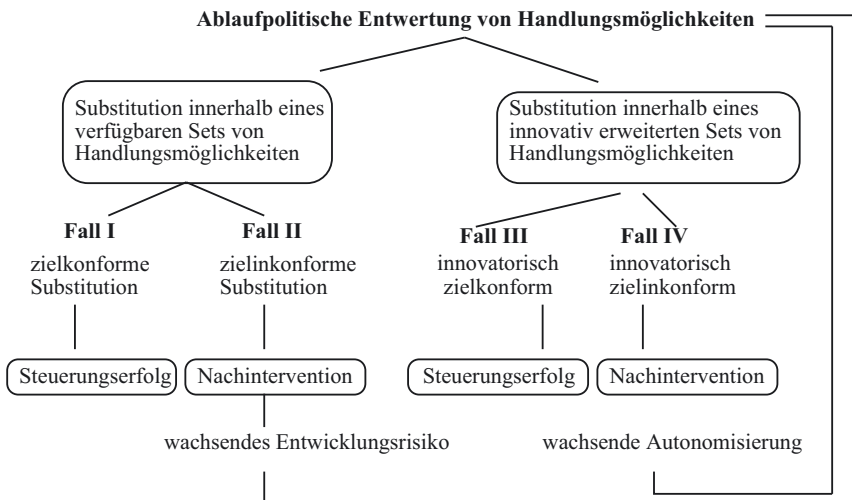 Ablaufpolitische Entwertung von Handlungsmöglichkeiten
Substitution innerhalb eines
verfügbaren Sets von
Handlungsmöglichkeiten
Substitution innerhalb eines
innovativ erweiterten Sets von
Handlungsmöglichkeiten
Fall I
zielkonforme
Substitution
Fall II
zielinkonforme
Substitution
Fall III
innovatorisch
zielkonform
Fall IV
innovatorisch
zielinkonform
Steuerungserfolg
Nachintervention
Steuerungserfolg
Nachintervention
wachsendes Entwicklungsrisiko
wachsende Autonomisierung